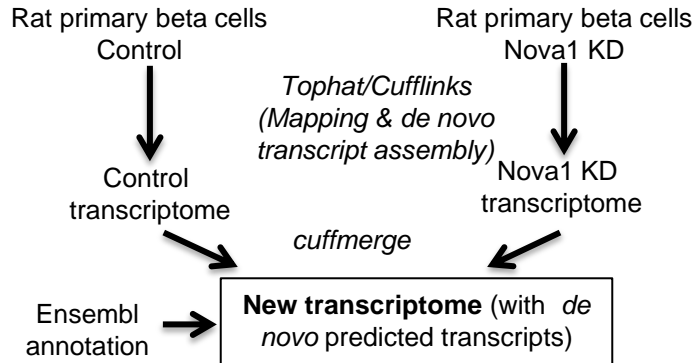 Rat primary beta cells
Control
Rat primary beta cells
Nova1 KD
Tophat/Cufflinks
(Mapping & de novo
transcript assembly)
Control
transcriptome
Nova1 KD
transcriptome
cuffmerge
Ensembl
annotation
New transcriptome (with de
novo predicted transcripts)